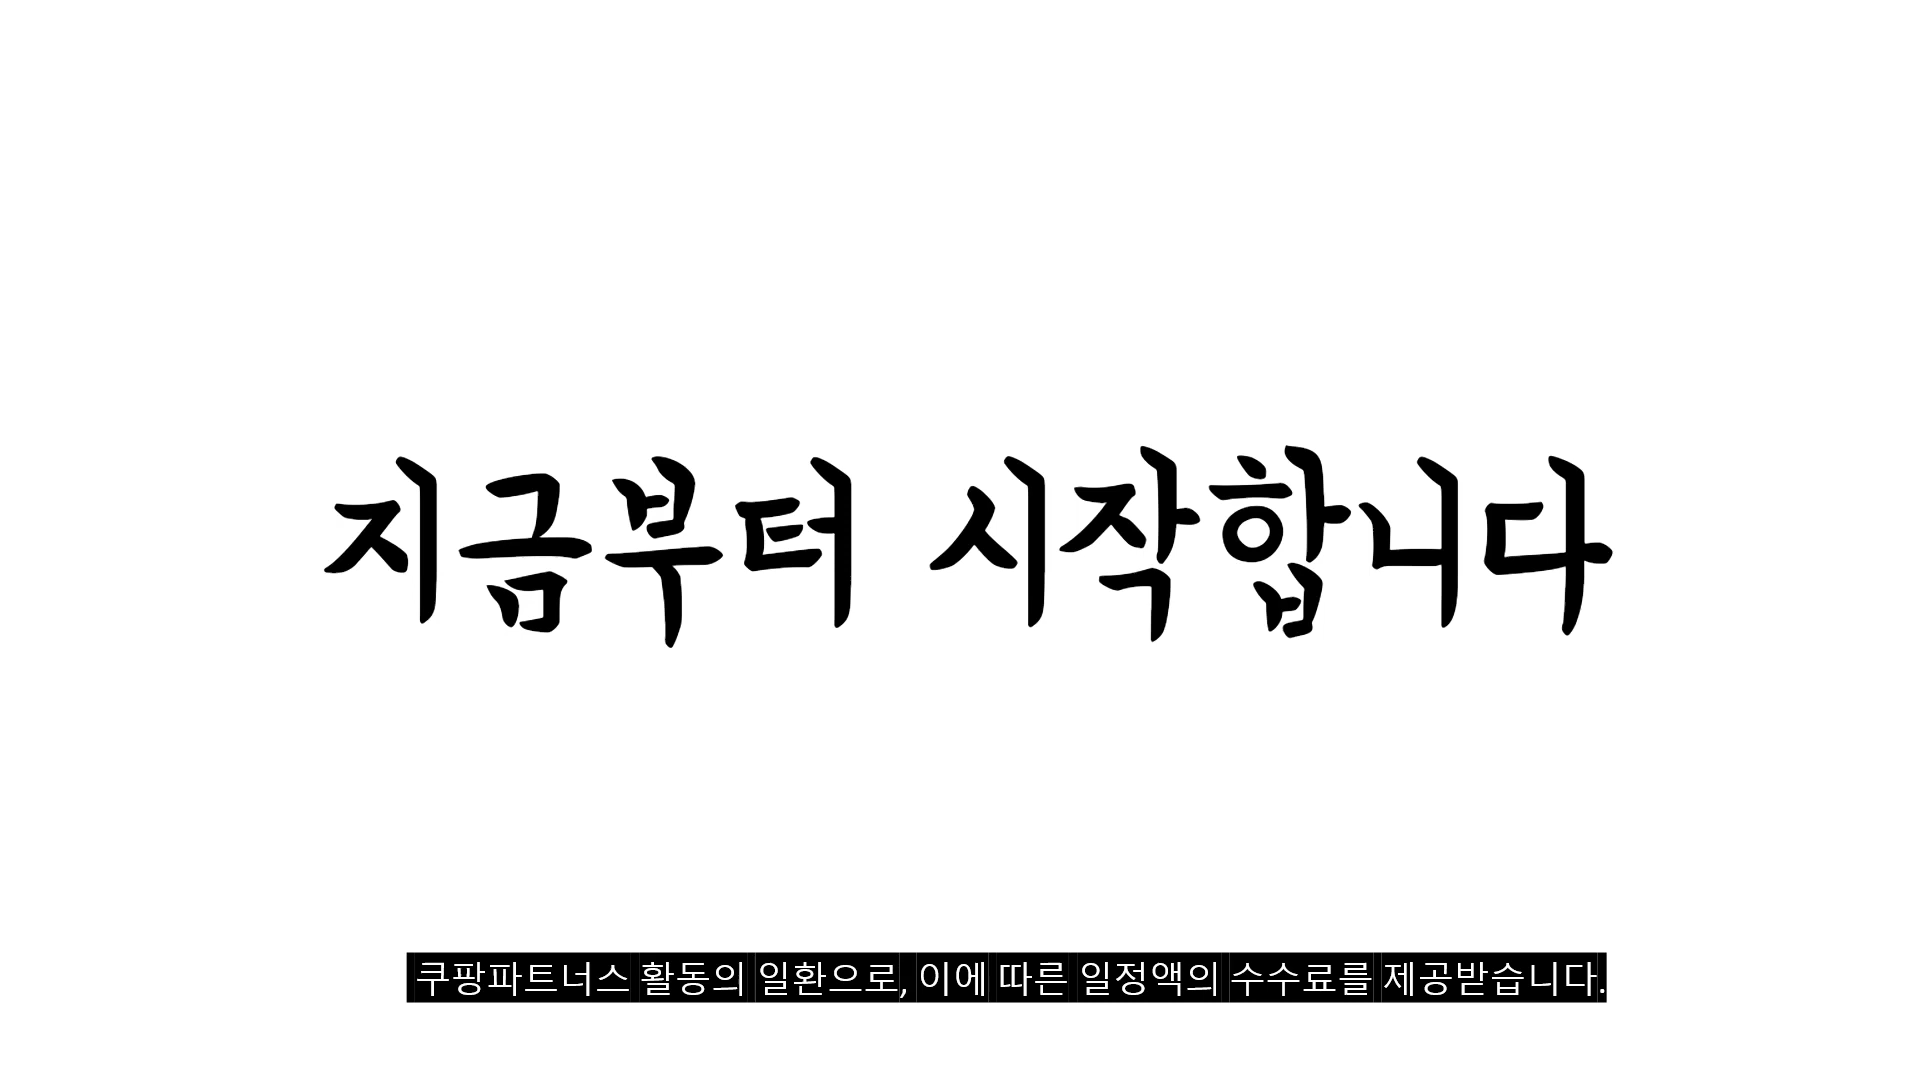 지금부터 시작합니다
쿠팡파트너스 활동의 일환으로, 이에 따른 일정액의 수수료를 제공받습니다.